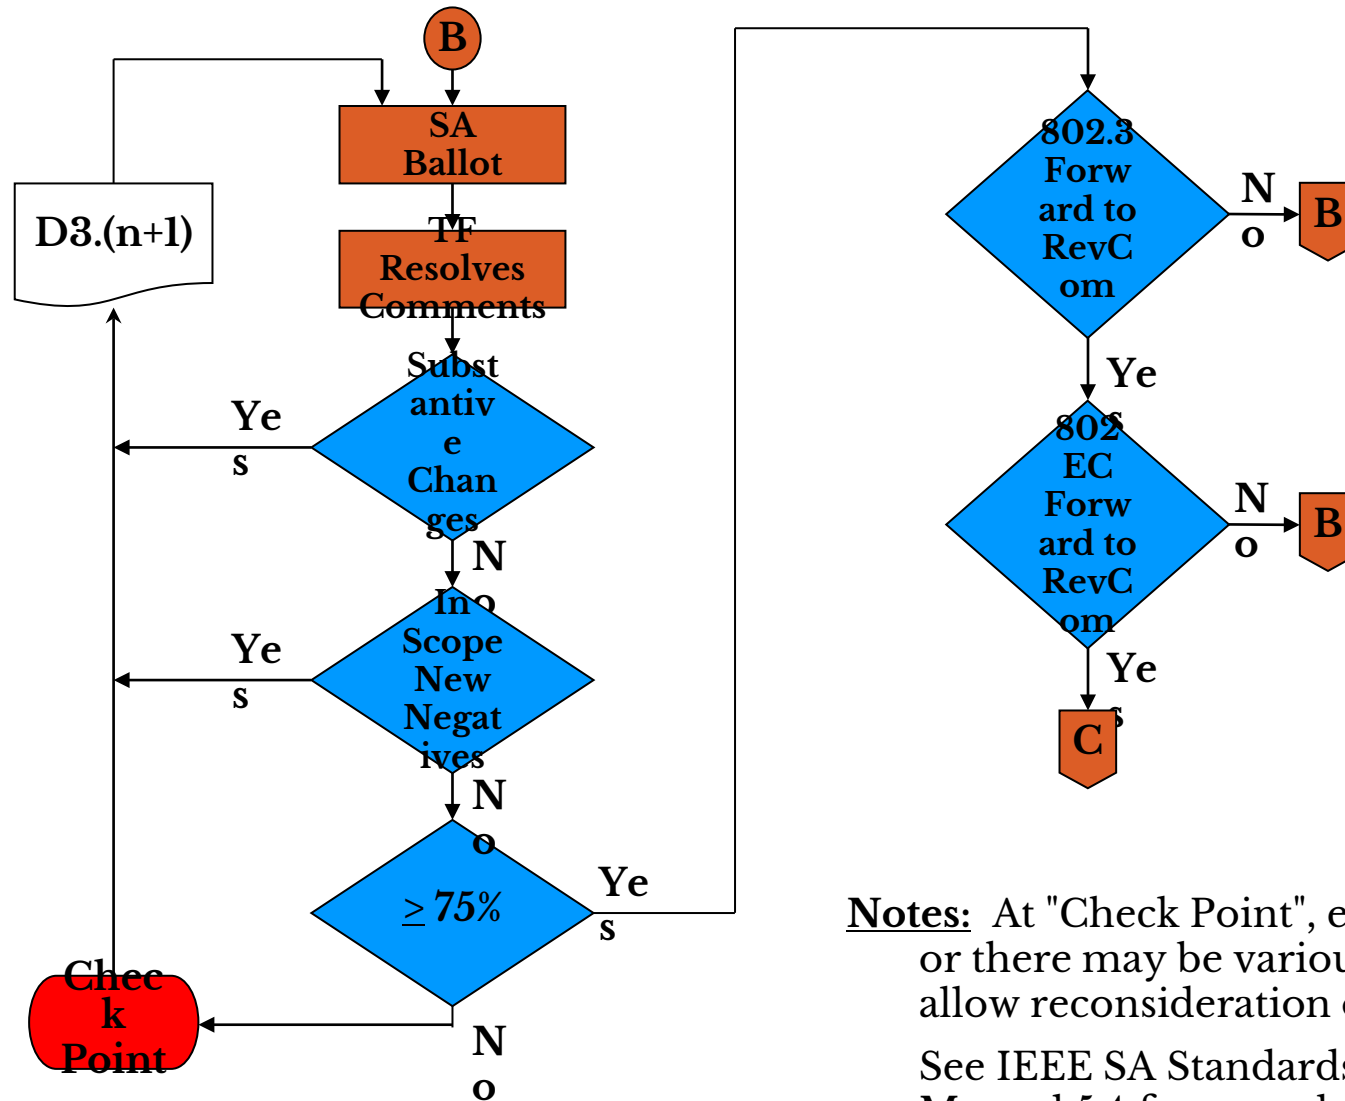 B
SA
Ballot
D3.(n+1)
TF
Resolves
Comments
Subst
antiv
e
Chan
ges
Ye
s
N
o
In
Scope
New
Negat
ives
Ye
s
N
o
≥ 75%
Ye
s
N
o
Chec
k
Point
802.3
Forw
ard to
RevC
om
N
o
B
Ye
s
802
EC
Forw
ard to
RevC
om
N
o
B
Ye
s
C
Notes: At "Check Point", e
or there may be variou
allow reconsideration
See IEEE SA Standards